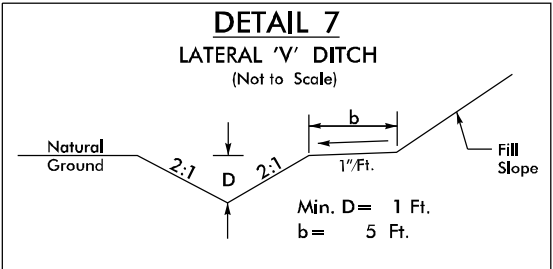 DETAIL 7
LATERAL 'V' DITCH
(Not to Scale)
b
Natural
Ground
2:1
D
2:1
1"/Ft.
Fill
Slope
Min. D= 1 Ft.
b= 5 Ft.